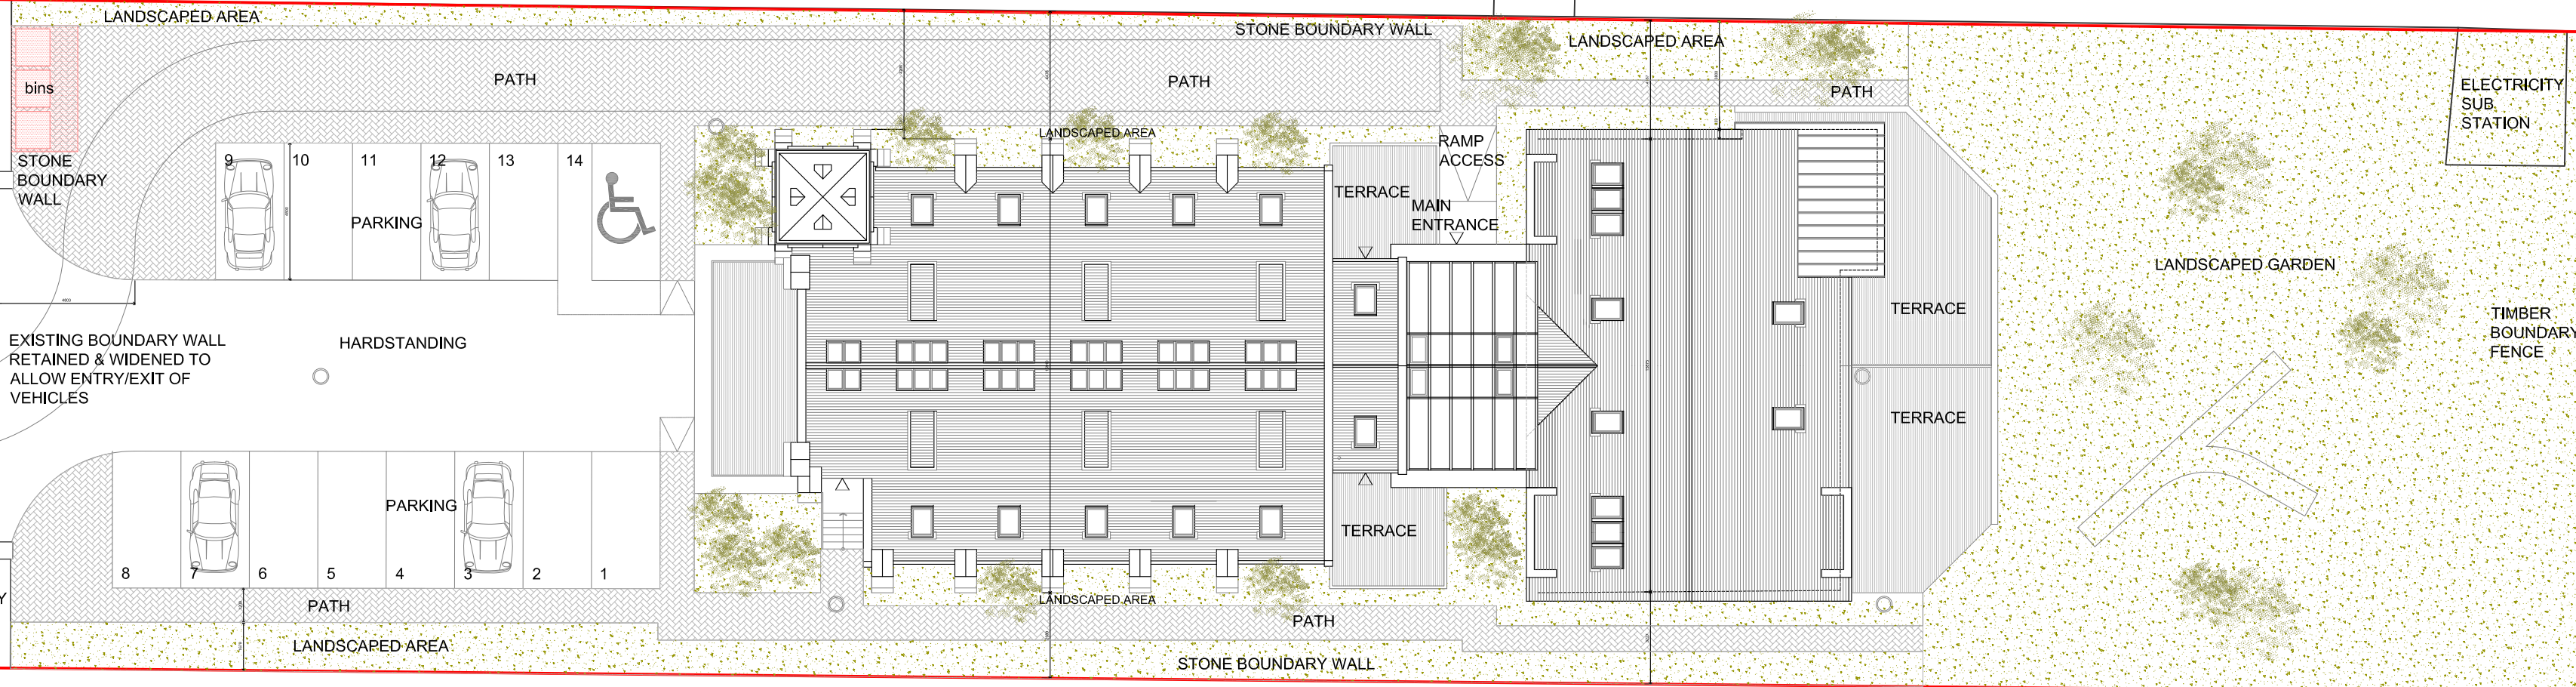 LANDSCAPED AREA
STONE BOUNDARY WALL
LANDSCAPED AREA
bins
PATH
PATH
PATH
ELECTRICITY
SUB
STATION
STONE
BOUNDARY
WALL
9
10
11
12
13
14
PARKING
LANDSCAPED AREA
RAMP
ACCESS
TERRACE
MAIN
ENTRANCE
LANDSCAPED GARDEN
TERRACE
TIMBER
BOUNDARY
FENCE
EXISTING BOUNDARY WALL
RETAINED & WIDENED TO
ALLOW ENTRY/EXIT OF
VEHICLES
HARDSTANDING
TERRACE
PARKING
TERRACE
8
7
6
5
4
3
2
1
PATH
LANDSCAPED AREA
PATH
LANDSCAPED AREA
STONE BOUNDARY WALL
Y